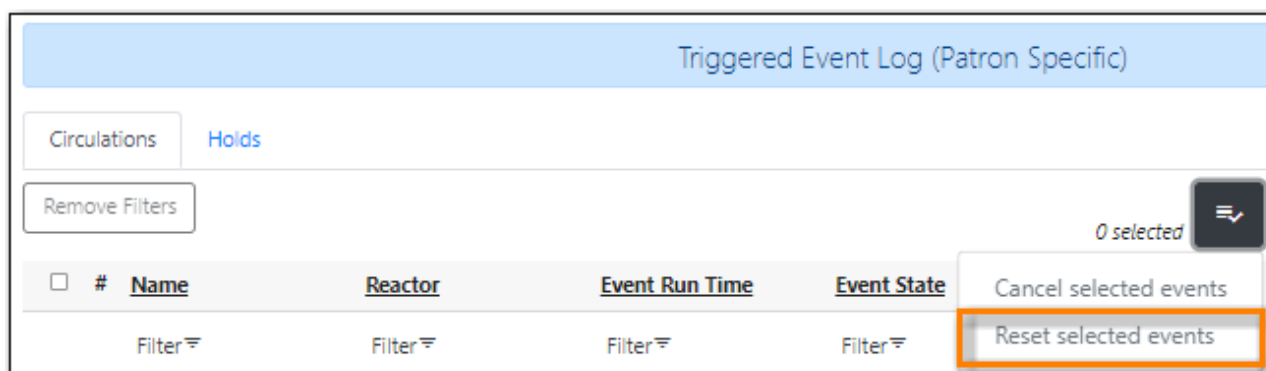 Triggered Event Log (Patron Specific)
Circulations Holds
Remove Filters
0 selected
# Name Reactor Event Run Time Event State
Cancel selected events
Filter Filter Filter Filter
Reset selected events